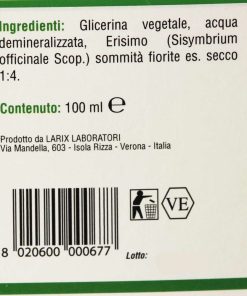 Ingredienti: Glicerina vegetale, acqua
demineralizzata, Erisimo (Sisymbrium
officinale Scop.) sommità fiorite es. secco
1:4.
Contenuto: 100 ml ℮
Prodotto da LARIX LABORATORI
Via Mandella, 603 - Isola Rizza - Verona - Italia
VE
8 020600 000677
Lotto: